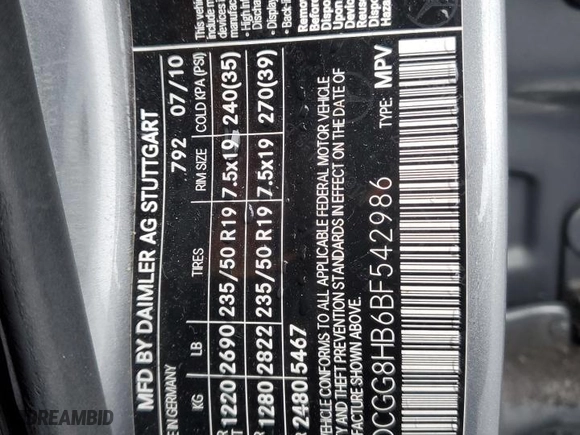 MFD BY DAIMLER AG STUTTGART
IN GERMANY 792 07/10
KG LB TIRES RIM SIZE COLD KPA (PSI)
1220 2690 235/50 R19 7.5x19 240(35)
1280 2822 235/50 R19 7.5x19 270(39)
2480 5467
VEHICLE CONFORMS TO ALL APPLICABLE FEDERAL MOTOR VEHICLE
AND THEFT PREVENTION STANDARDS IN EFFECT ON THE DATE OF
FACTURE SHOWN ABOVE. TYPE: MPV
DCGG8HB6BF542986
DREAMBID